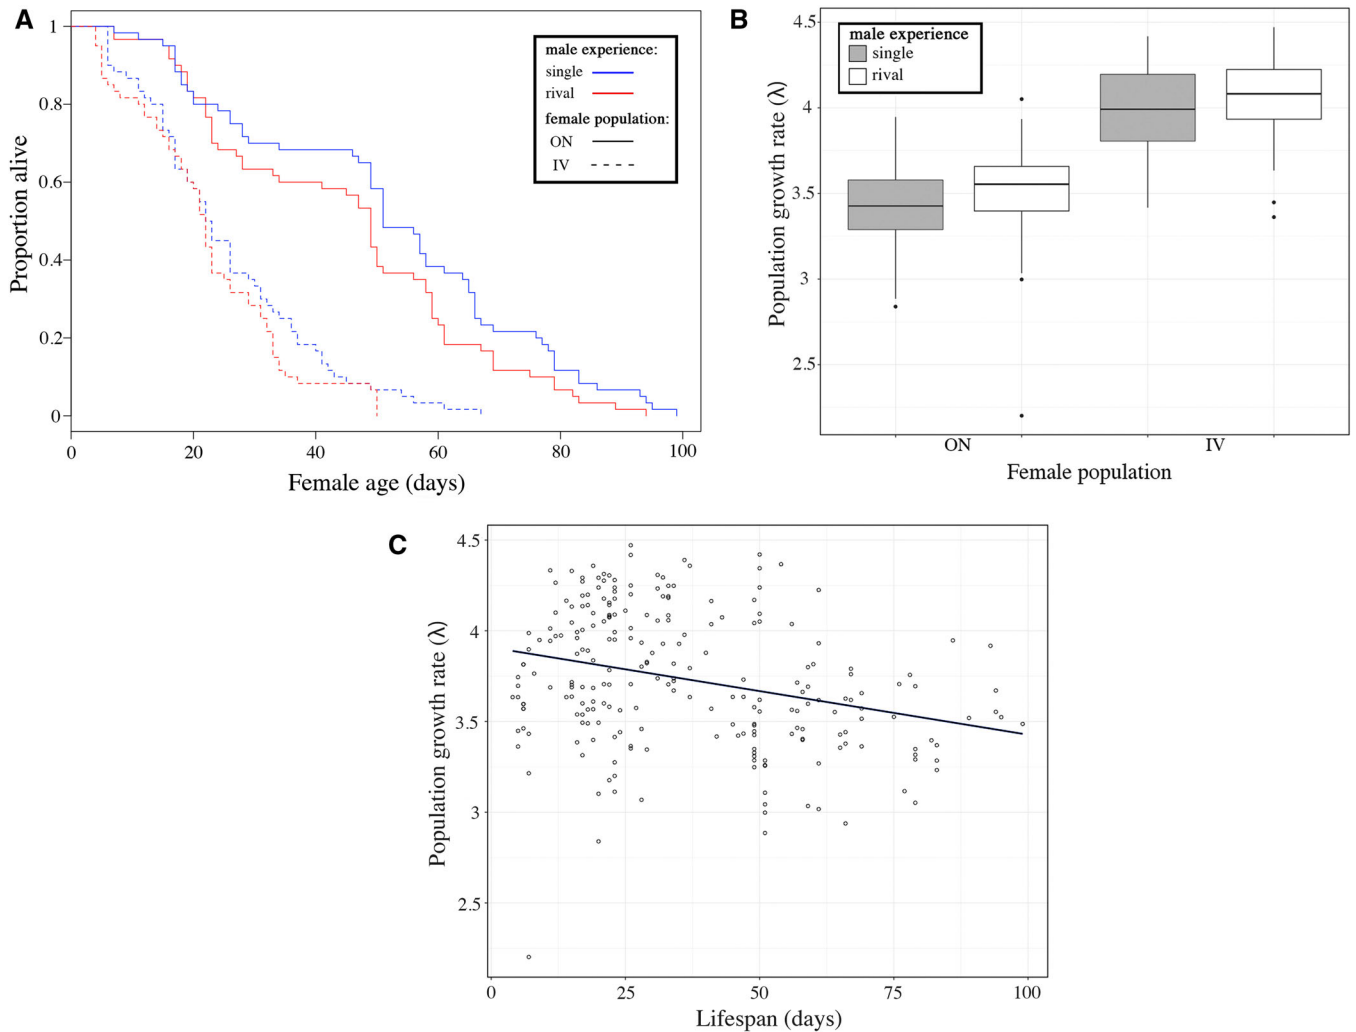 A
1
0.8
0.6
0.4
0.2
0
Proportion alive
0 20 40 60 80 100
Female age (days)
male experience:
single
rival
female population:
ON
IV
B
4.5
4
3.5
3
2.5
Population growth rate (λ)
male experience
single
rival
ON IV
Female population
C
4.5
4
3.5
3
2.5
Population growth rate (λ)
0 25 50 75 100
Lifespan (days)